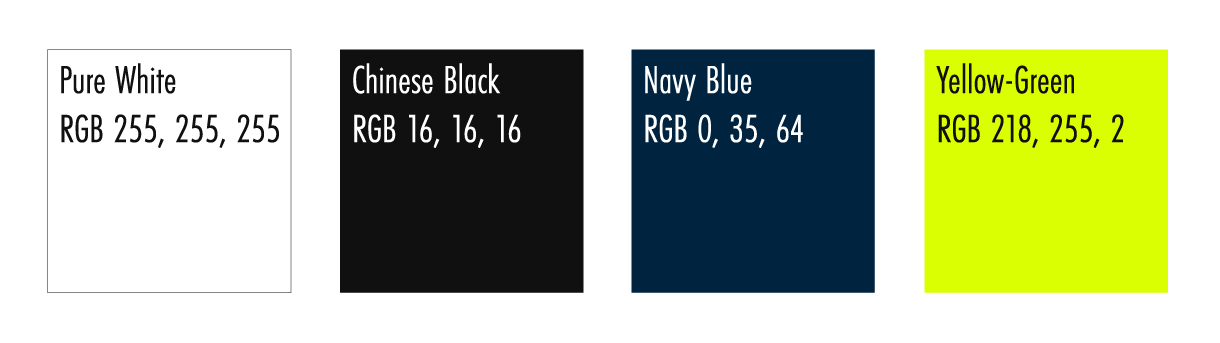 Pure White
RGB 255, 255, 255
Chinese Black
RGB 16, 16, 16
Navy Blue
RGB 0, 35, 64
Yellow-Green
RGB 218, 255, 2